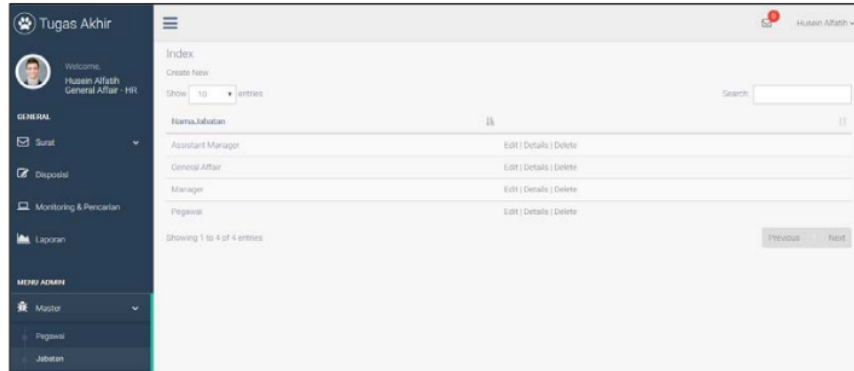 Tugas Akhir
8
Husein Alfatih
Welcome,
Husein Alfatih
General Affair - HR
GENERAL
Surat
Disposisi
Monitoring & Pencarian
Laporan
MENU ADMIN
Master
Pegawai
Jabatan
Index
Create New
Show 10 entries
Search:
NamaJabatan
Assistant Manager Edit | Details | Delete
General Affair Edit | Details | Delete
Manager Edit | Details | Delete
Pegawai Edit | Details | Delete
Showing 1 to 4 of 4 entries
Previous Next